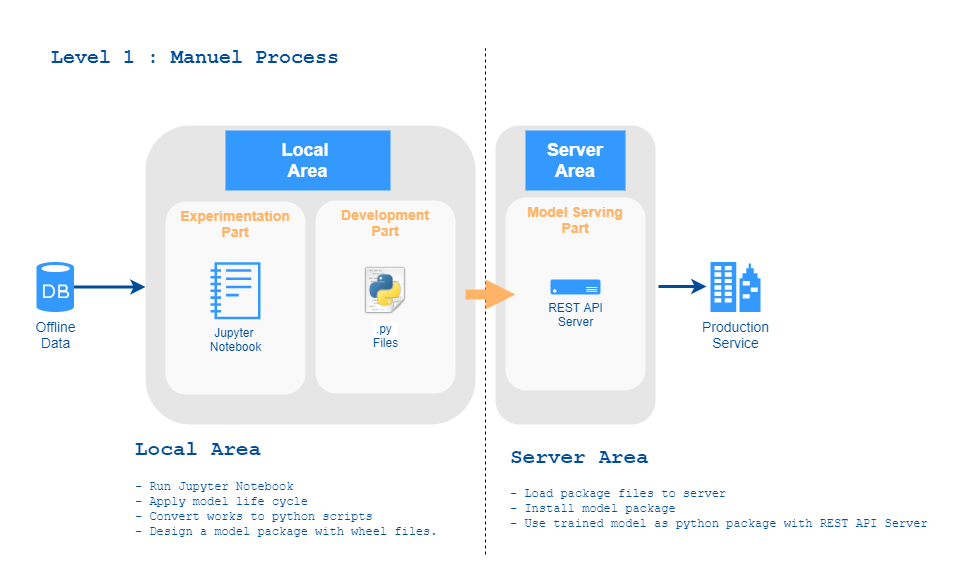 Level 1 : Manuel Process
Local
Area
Server
Area
Experimentation
Part
Development
Part
Model Serving
Part
DB
Offline
Data
Jupyter
Notebook
.py
Files
REST API
Server
Production
Service
Local Area
- Run Jupyter Notebook
- Apply model life cycle
- Convert works to python scripts
- Design a model package with wheel files.
Server Area
- Load package files to server
- Install model package
- Use trained model as python package with REST API Server